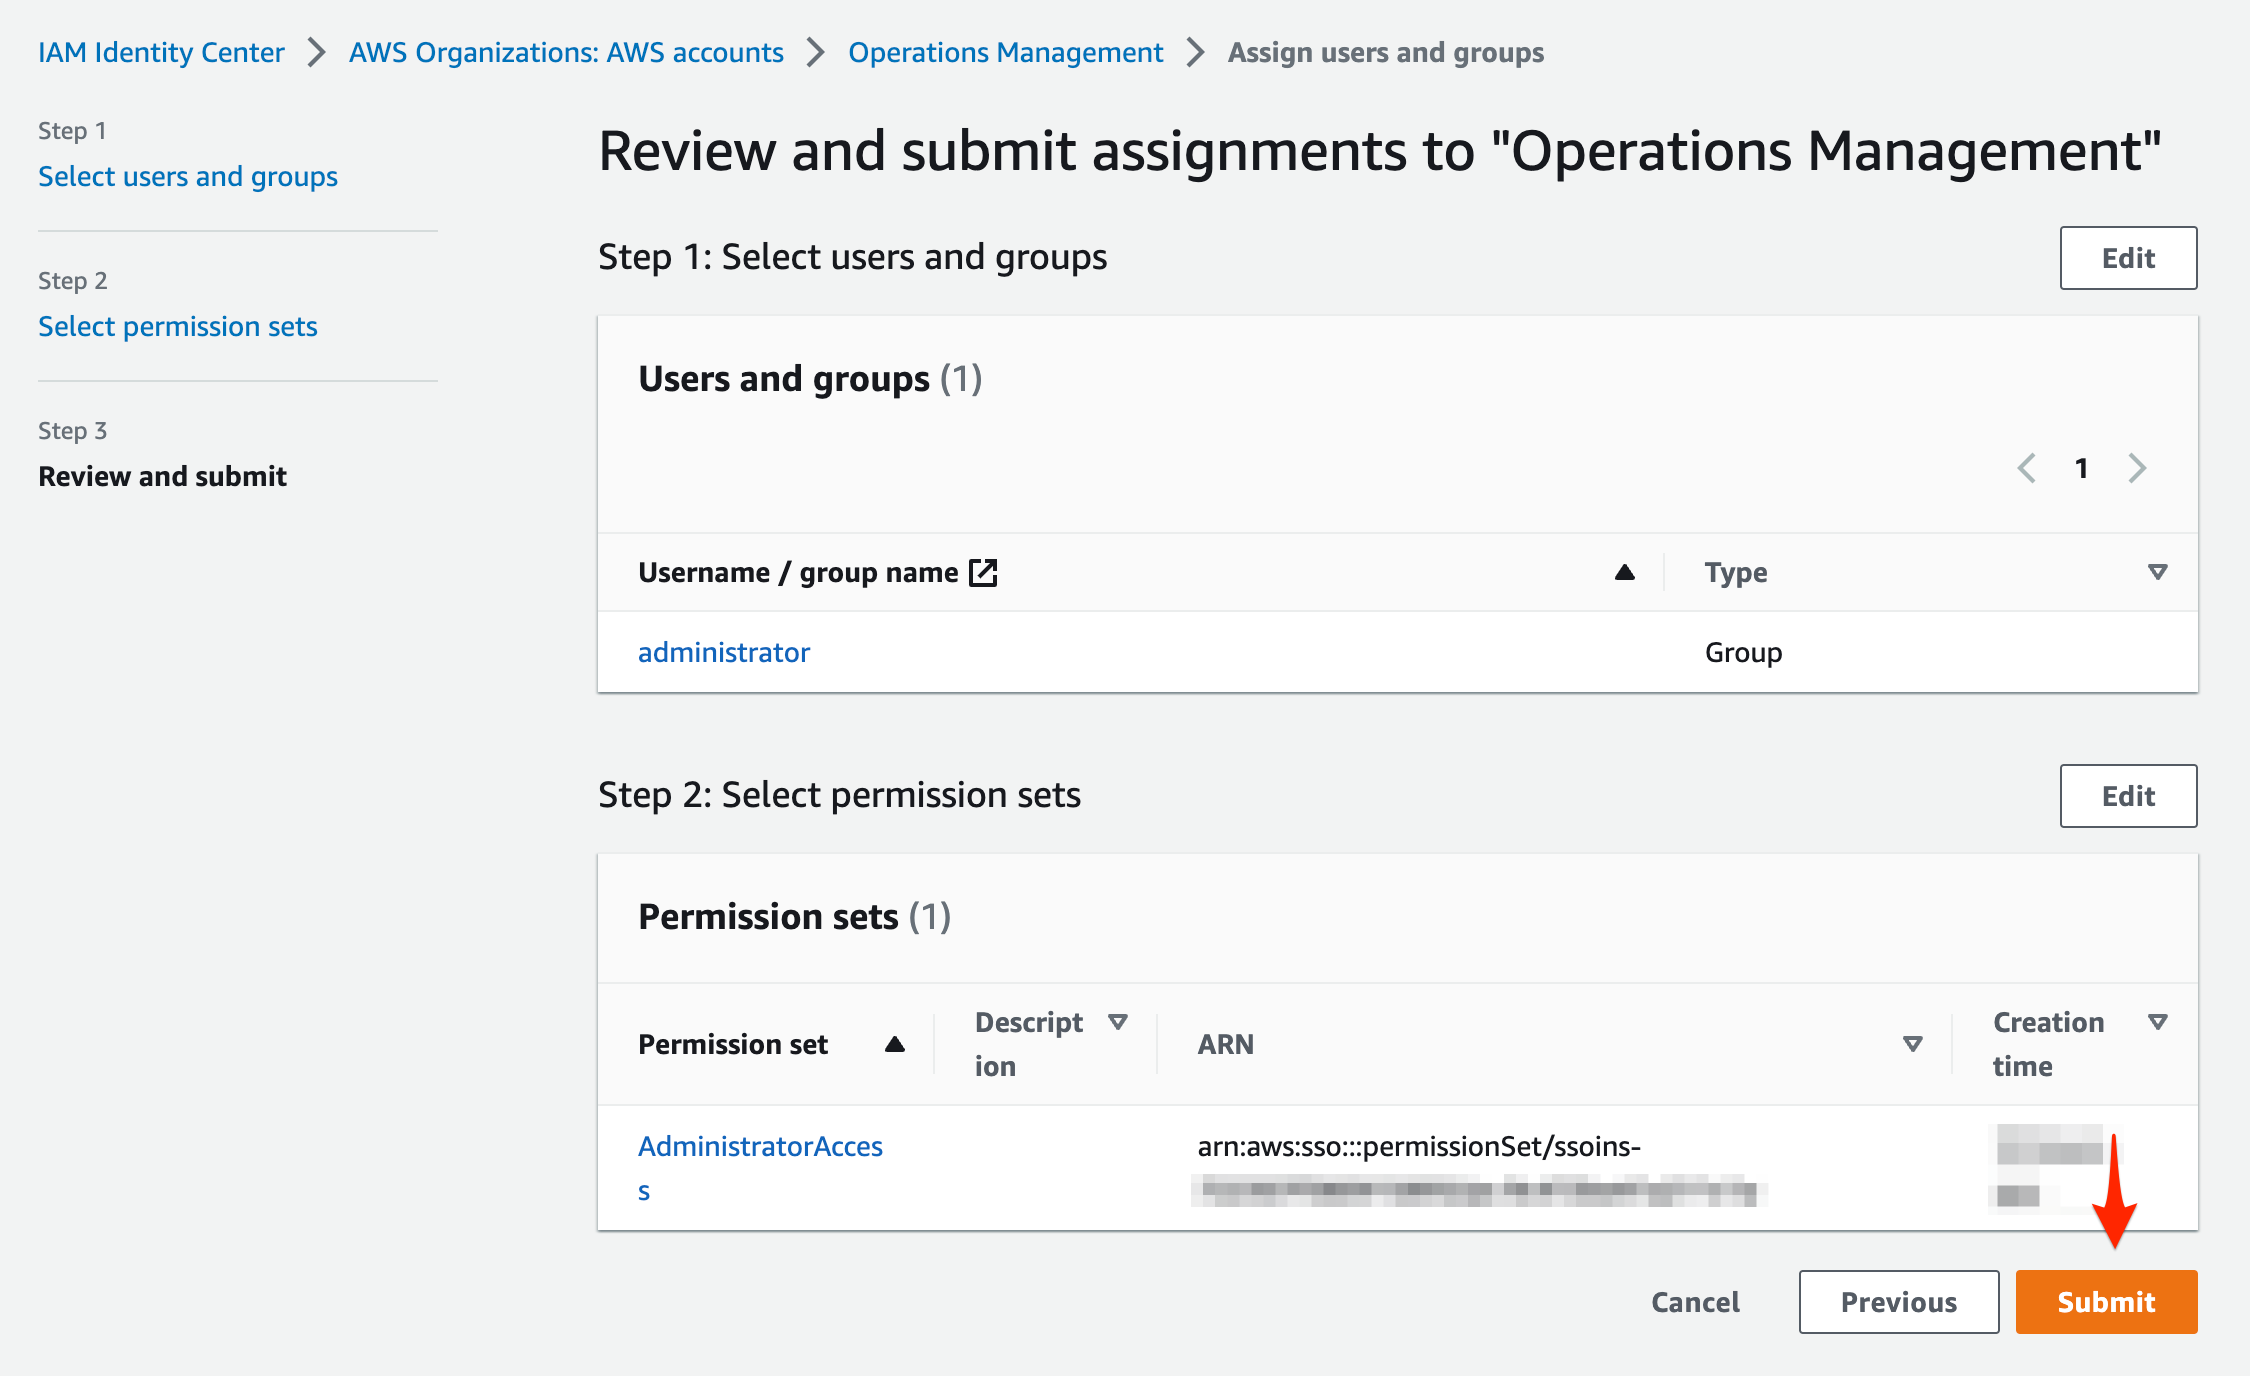 IAM Identity Center > AWS Organizations: AWS accounts > Operations Management > Assign users and groups
Step 1
Select users and groups
Step 2
Select permission sets
Step 3
Review and submit
Review and submit assignments to "Operations Management"
Step 1: Select users and groups
Edit
Users and groups (1)
1
Username / group name
Type
administrator
Group
Step 2: Select permission sets
Edit
Permission sets (1)
Permission set
Descript
ion
ARN
Creation
time
AdministratorAcces
s
arn:aws:sso:::permissionSet/ssoins-
Cancel
Previous
Submit